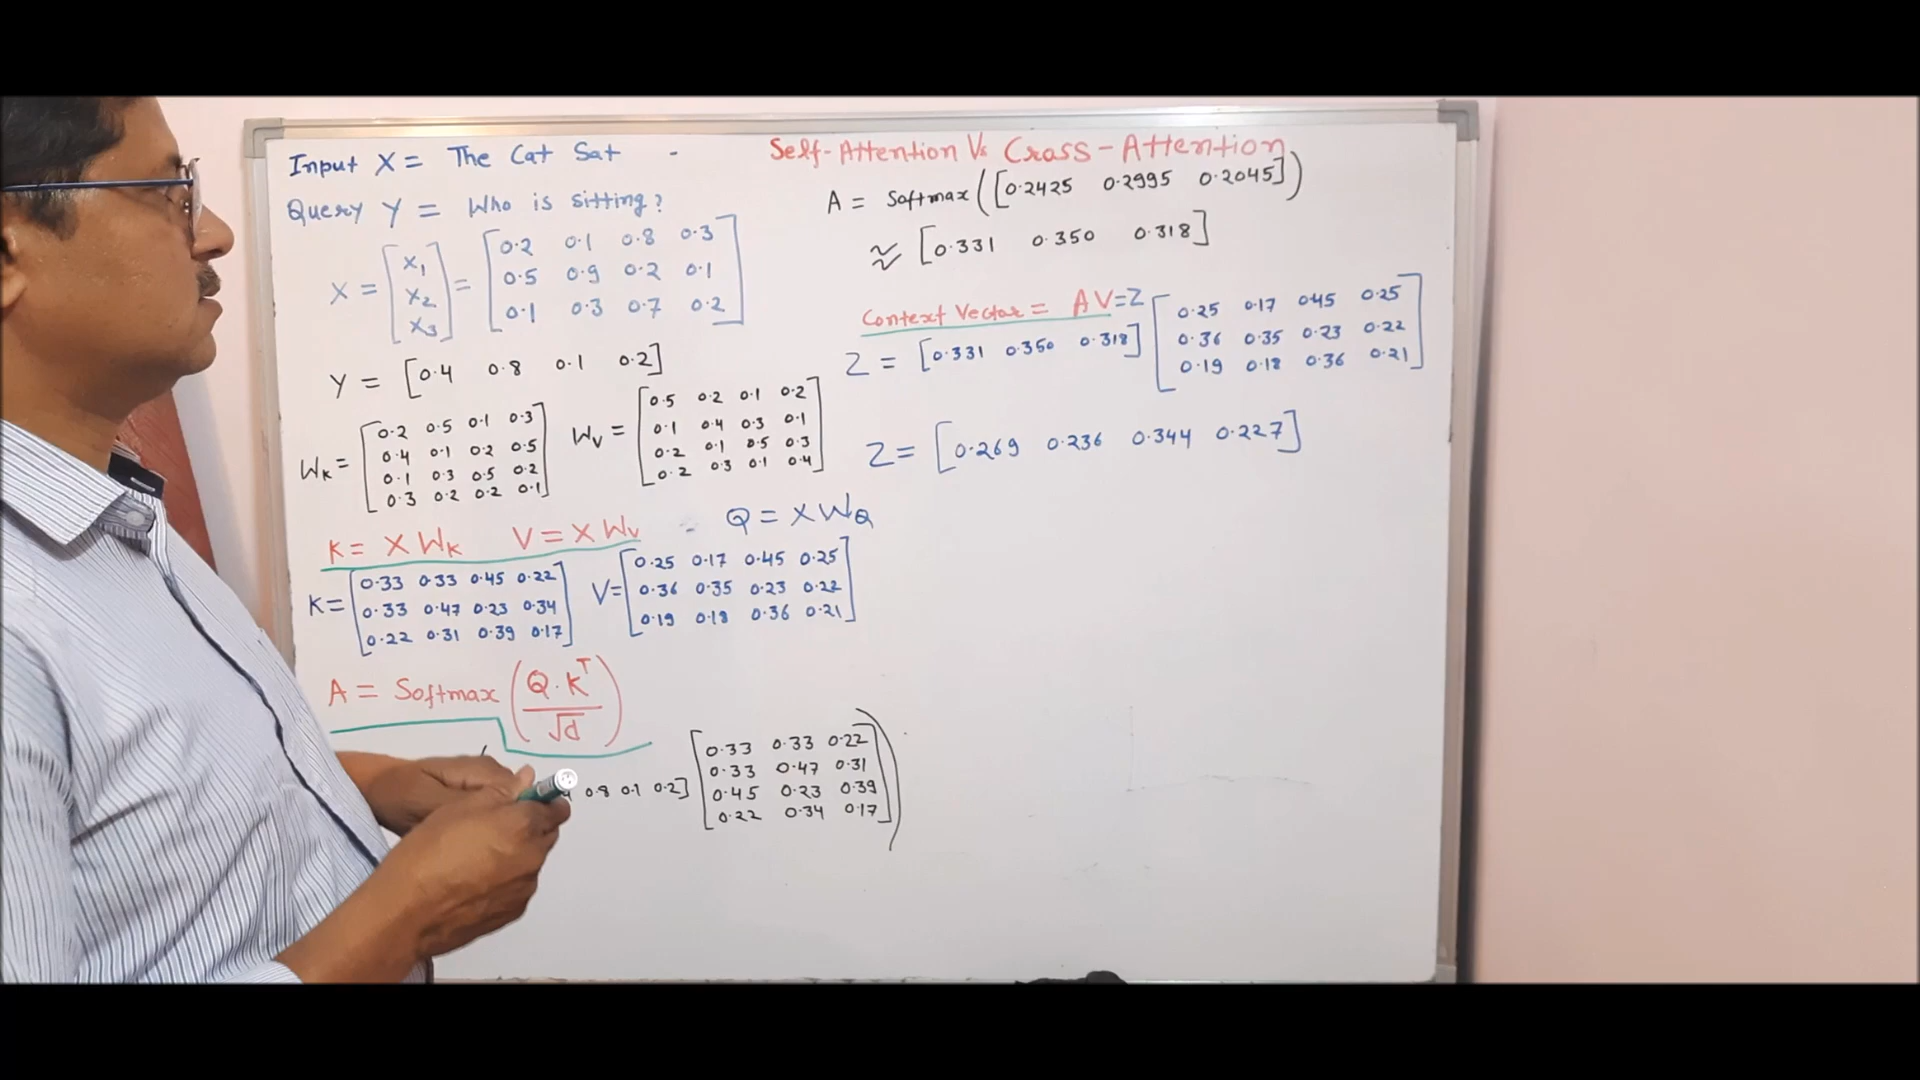 Input X = The Cat Sat -
Self-Attention Vs Cross-Attention
Query Y = Who is sitting?
X = [x1 x2 x3] = [0.2 0.1 0.8 0.3
0.5 0.9 0.2 0.1
0.1 0.3 0.7 0.2]
Y = [0.4 0.8 0.1 0.2]
WK = [0.2 0.5 0.1 0.3
0.4 0.1 0.2 0.5
0.1 0.3 0.5 0.2
0.3 0.2 0.2 0.1]
WV = [0.5 0.2 0.1 0.2
0.1 0.4 0.3 0.1
0.2 0.1 0.5 0.3
0.2 0.3 0.1 0.4]
K = XWK V = XWV - Q = XWQ
K = [0.33 0.33 0.45 0.22
0.33 0.47 0.23 0.34
0.22 0.31 0.39 0.17]
V = [0.25 0.17 0.45 0.25
0.36 0.35 0.23 0.22
0.19 0.18 0.36 0.21]
A = Softmax (Q.K^T / √d)
0.8 0.1 0.2] [0.33 0.33 0.22
0.33 0.47 0.31
0.45 0.23 0.39
0.22 0.34 0.17])
A = Softmax ([0.2425 0.2995 0.2045])
≈ [0.331 0.350 0.318]
Context Vector = AV = Z
Z = [0.331 0.350 0.318] [0.25 0.17 0.45 0.25
0.36 0.35 0.23 0.22
0.19 0.18 0.36 0.21]
Z = [0.269 0.236 0.344 0.227]